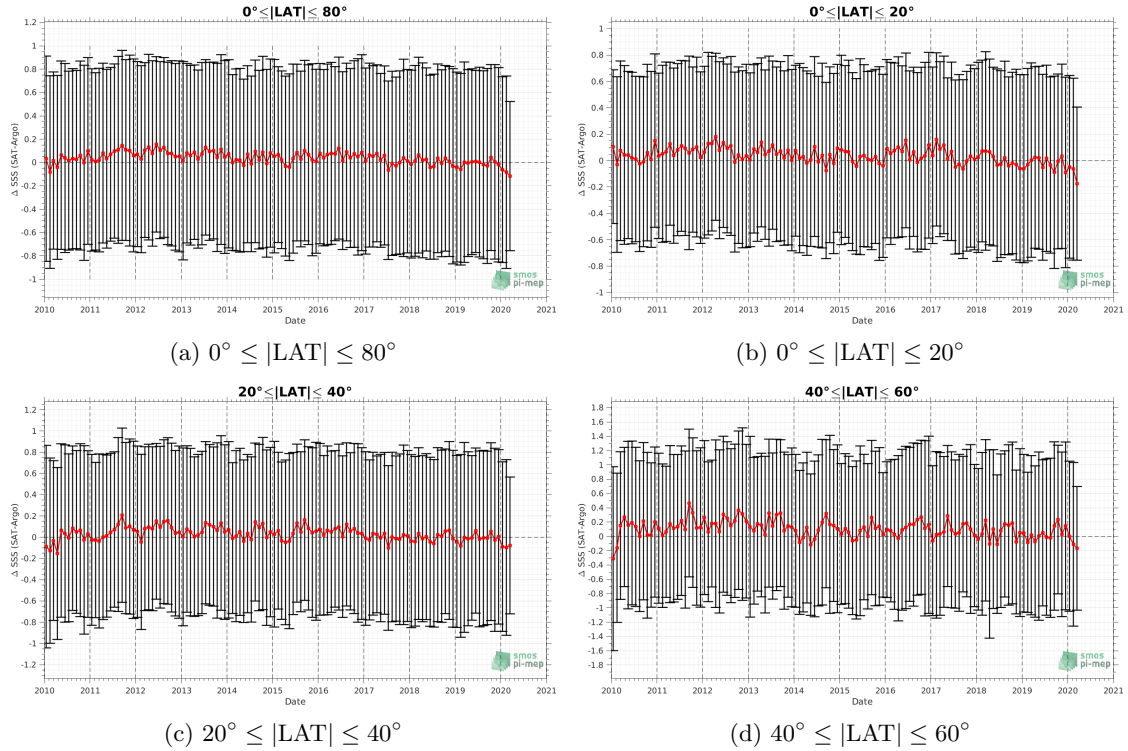 0°≤|LAT|≤ 80°
1.2
1
0.8
0.6
0.4
0.2
0
-0.2
-0.4
-0.6
-0.8
-1
Δ SSS (SAT-Argo)
2010 2011 2012 2013 2014 2015 2016 2017 2018 2019 2020 2021
Date
smos
pi-mep
(a) 0° ≤ |LAT| ≤ 80°
0°≤|LAT|≤ 20°
1
0.8
0.6
0.4
0.2
0
-0.2
-0.4
-0.6
-0.8
-1
Δ SSS (SAT-Argo)
2010 2011 2012 2013 2014 2015 2016 2017 2018 2019 2020 2021
Date
smos
pi-mep
(b) 0° ≤ |LAT| ≤ 20°
20°≤|LAT|≤ 40°
1.2
1
0.8
0.6
0.4
0.2
0
-0.2
-0.4
-0.6
-0.8
-1
-1.2
Δ SSS (SAT-Argo)
2010 2011 2012 2013 2014 2015 2016 2017 2018 2019 2020 2021
Date
smos
pi-mep
(c) 20° ≤ |LAT| ≤ 40°
40°≤|LAT|≤ 60°
1.8
1.6
1.4
1.2
1
0.8
0.6
0.4
0.2
0
-0.2
-0.4
-0.6
-0.8
-1
-1.2
-1.4
-1.6
-1.8
Δ SSS (SAT-Argo)
2010 2011 2012 2013 2014 2015 2016 2017 2018 2019 2020 2021
Date
smos
pi-mep
(d) 40° ≤ |LAT| ≤ 60°